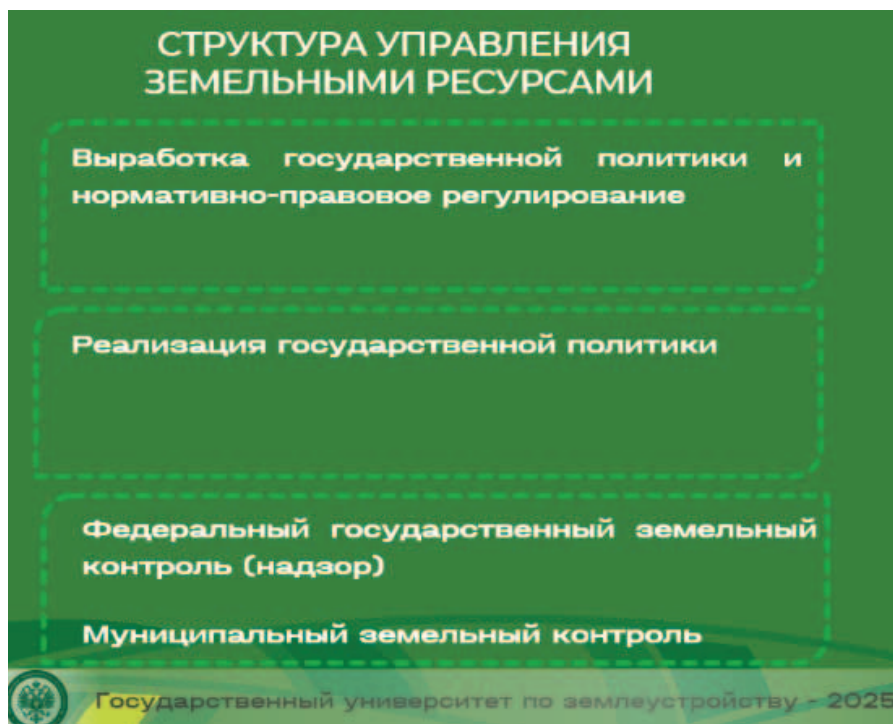 СТРУКТУРА УПРАВЛЕНИЯ
ЗЕМЕЛЬНЫМИ РЕСУРСАМИ
Выработка государственной политики и
нормативно-правовое регулирование
Реализация государственной политики
Федеральный государственный земельный
контроль (надзор)
Муниципальный земельный контроль
Государственный университет по землеустройству - 2025